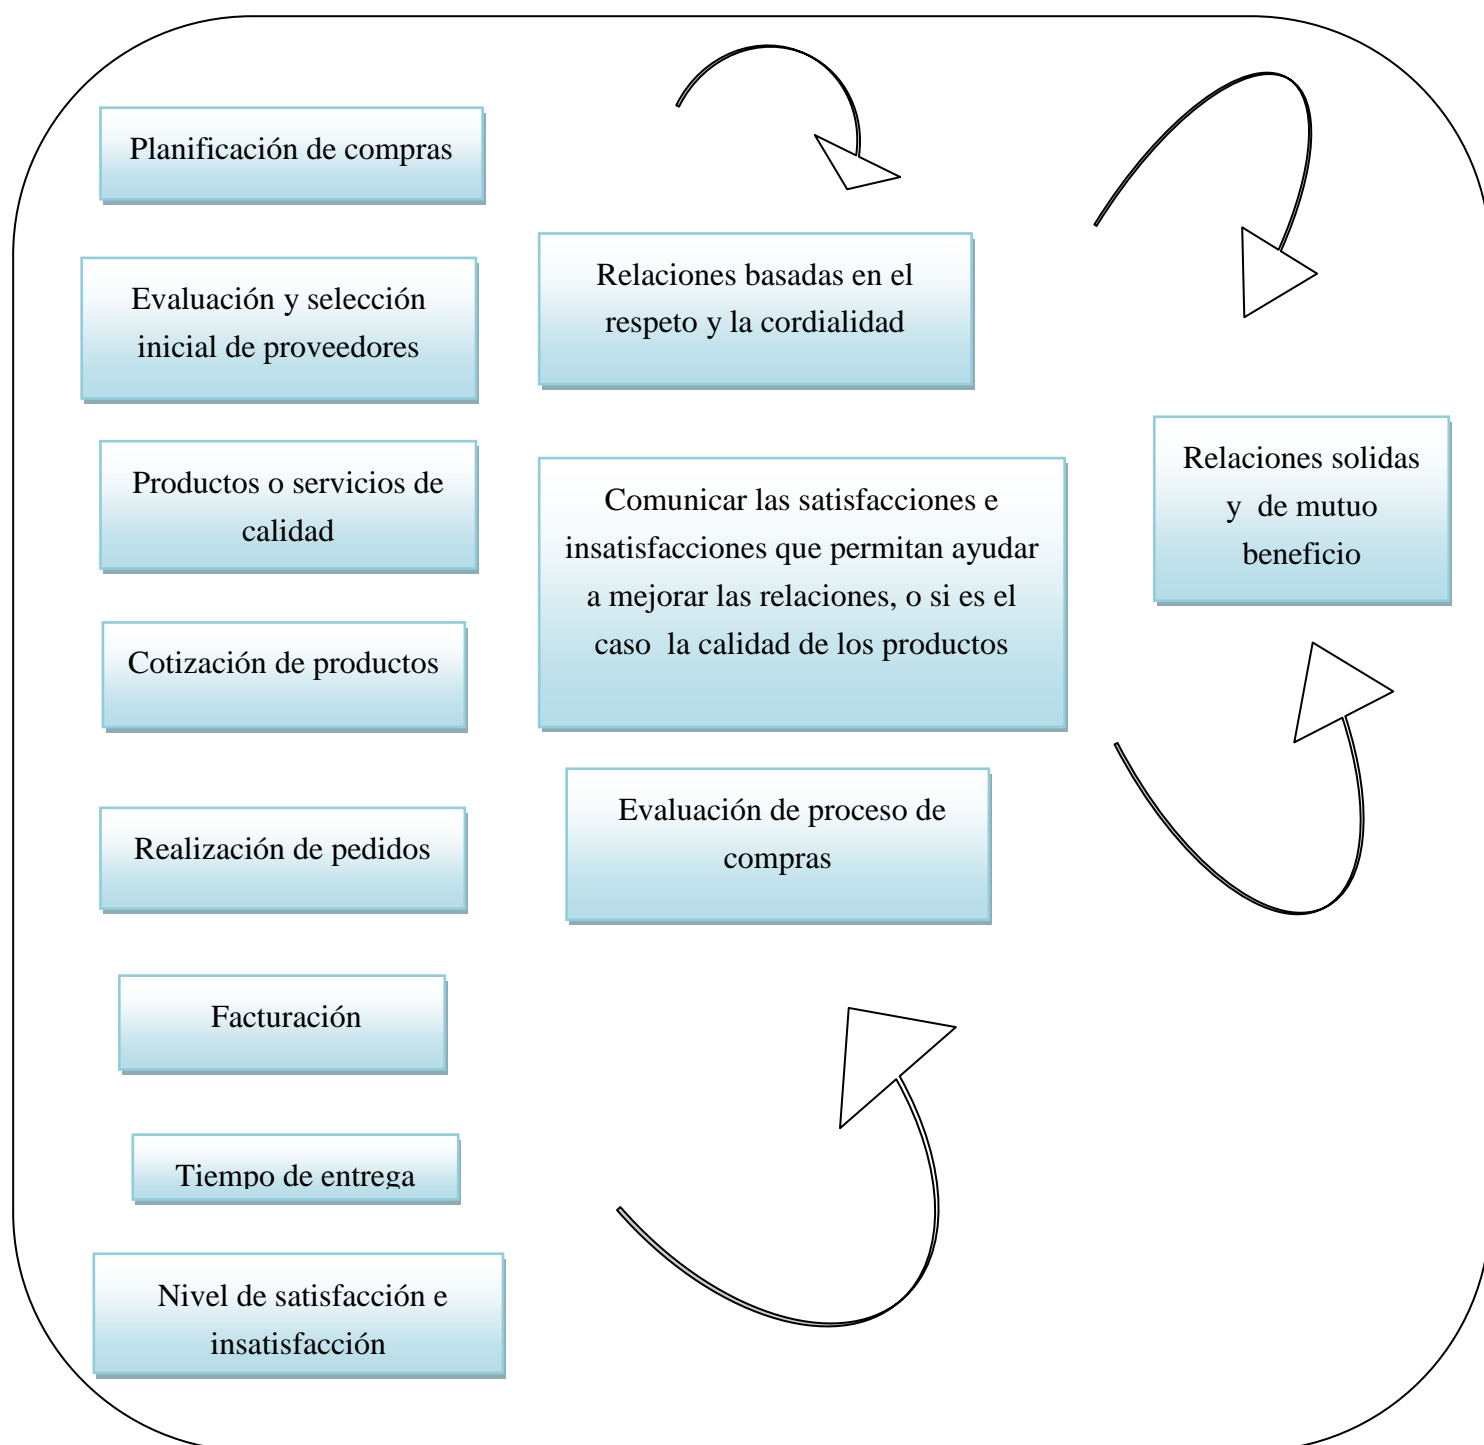 Planificación de compras
Evaluación y selección
inicial de proveedores
Productos o servicios de
calidad
Cotización de productos
Realización de pedidos
Facturación
Tiempo de entrega
Nivel de satisfacción e
insatisfacción
Relaciones basadas en el
respeto y la cordialidad
Comunicar las satisfacciones e
insatisfacciones que permitan ayudar
a mejorar las relaciones, o si es el
caso  la calidad de los productos
Evaluación de proceso de
compras
Relaciones solidas
y  de mutuo
beneficio